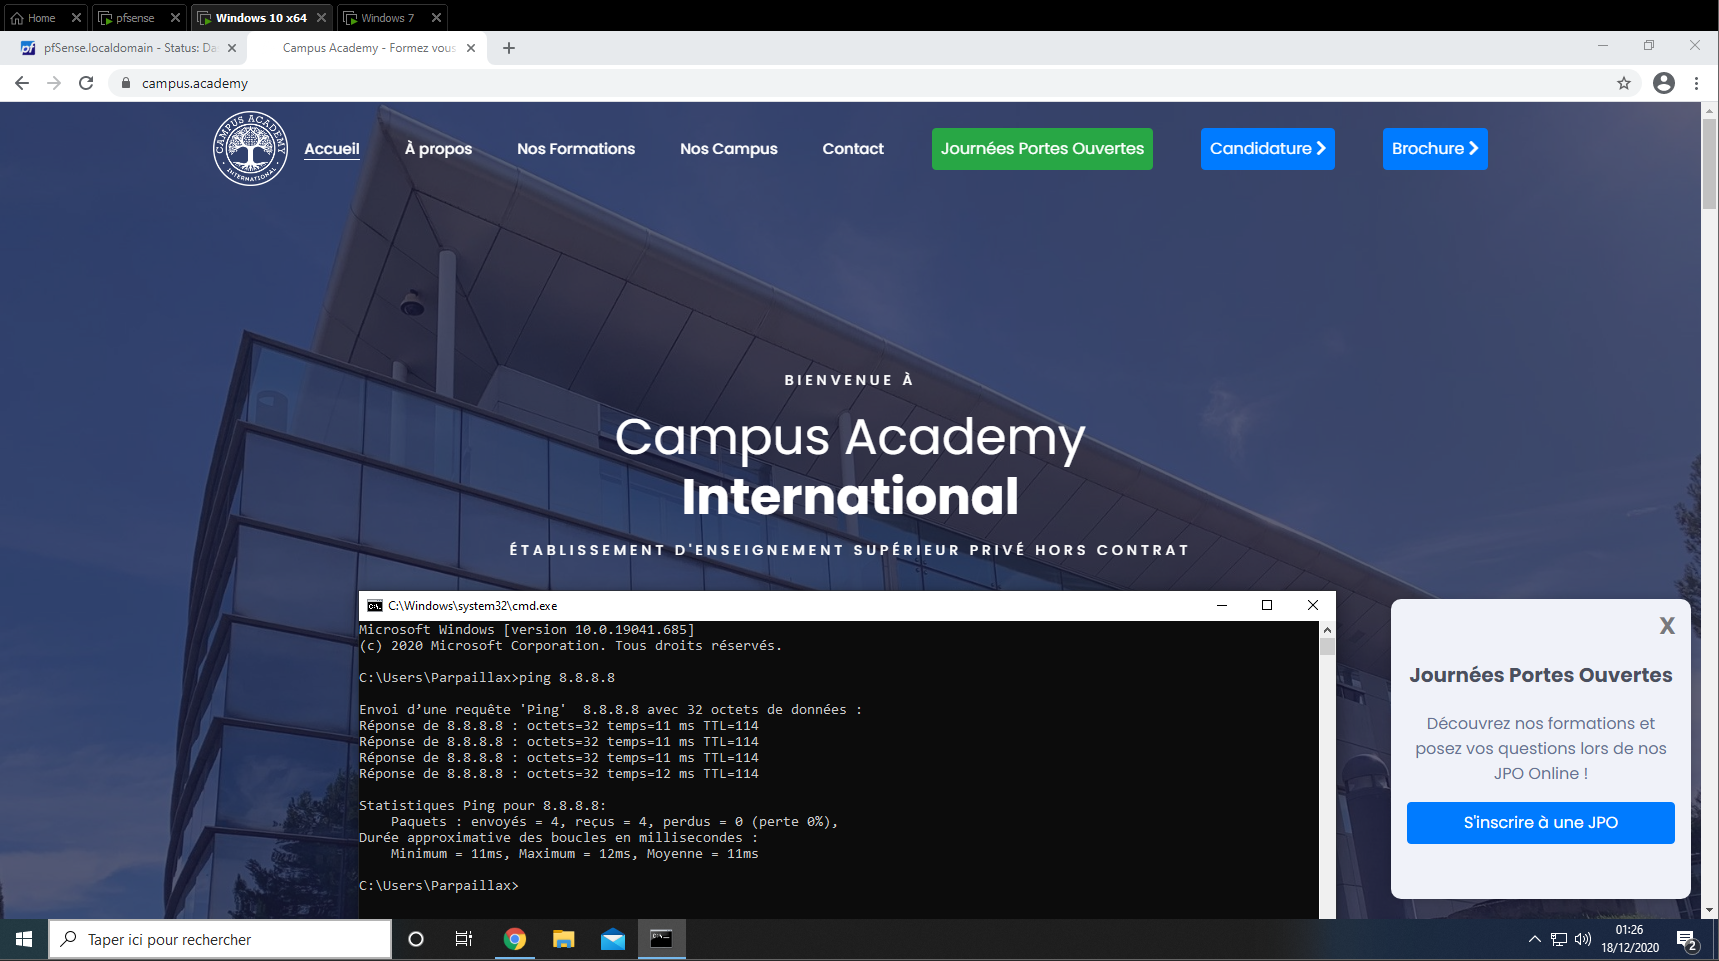 Home
pfsense
Windows 10 x64
Windows 7
pfSense.localdomain - Status: Da
Campus Academy - Formez vous
campus.academy
CAMPUS ACADEMY
INTERNATIONAL
Accueil
À propos
Nos Formations
Nos Campus
Contact
Journées Portes Ouvertes
Candidature
Brochure
BIENVENUE À
Campus Academy
International
ÉTABLISSEMENT D'ENSEIGNEMENT SUPÉRIEUR PRIVÉ HORS CONTRAT
C:\Windows\system32\cmd.exe
Microsoft Windows [version 10.0.19041.685]
(c) 2020 Microsoft Corporation. Tous droits réservés.
C:\Users\Parpaillax>ping 8.8.8.8
Envoi d’une requête 'Ping'  8.8.8.8 avec 32 octets de données :
Réponse de 8.8.8.8 : octets=32 temps=11 ms TTL=114
Réponse de 8.8.8.8 : octets=32 temps=11 ms TTL=114
Réponse de 8.8.8.8 : octets=32 temps=11 ms TTL=114
Réponse de 8.8.8.8 : octets=32 temps=12 ms TTL=114
Statistiques Ping pour 8.8.8.8:
Paquets : envoyés = 4, reçus = 4, perdus = 0 (perte 0%),
Durée approximative des boucles en millisecondes :
Minimum = 11ms, Maximum = 12ms, Moyenne = 11ms
C:\Users\Parpaillax>
X
Journées Portes Ouvertes
Découvrez nos formations et
posez vos questions lors de nos
JPO Online !
S'inscrire à une JPO
Taper ici pour rechercher
01:26
18/12/2020
2